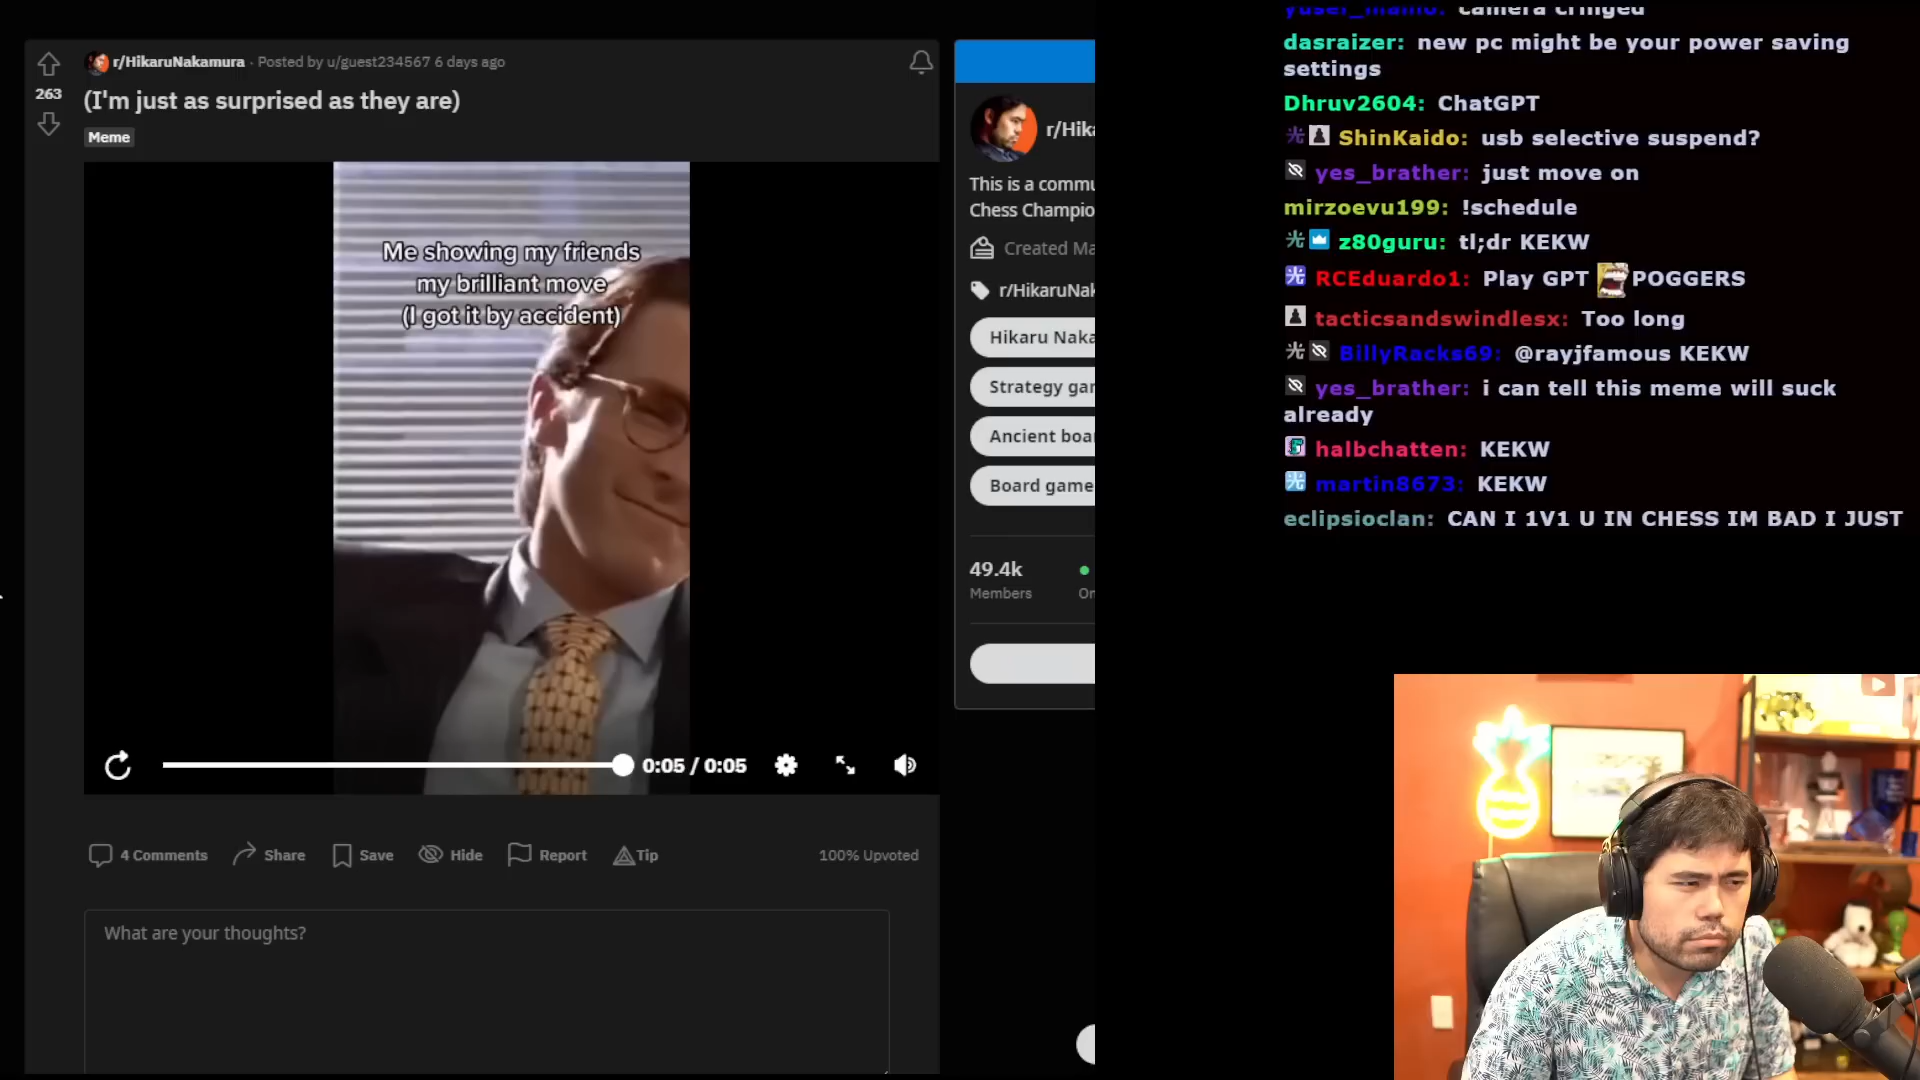 r/HikaruNakamura · Posted by u/guest234567 6 days ago
263
(I'm just as surprised as they are)
Meme
Me showing my friends
my brilliant move
(I got it by accident)
0:05 / 0:05
4 Comments
Share
Save
Hide
Report
Tip
100% Upvoted
What are your thoughts?
r/Hik
This is a commu
Chess Champio
Created Ma
r/HikaruNak
Hikaru Naka
Strategy gar
Ancient boar
Board game
49.4k
Members
On
camera cringed
dasraizer: new pc might be your power saving
settings
Dhruv2604: ChatGPT
ShinKaido: usb selective suspend?
yes_brather: just move on
mirzoevu199: !schedule
z80guru: tl;dr KEKW
RCEduardo1: Play GPT POGGERS
tacticsandswindlesx: Too long
BillyRacks69: @rayjfamous KEKW
yes_brather: i can tell this meme will suck
already
halbchatten: KEKW
martin8673: KEKW
eclipsioclan: CAN I 1V1 U IN CHESS IM BAD I JUST